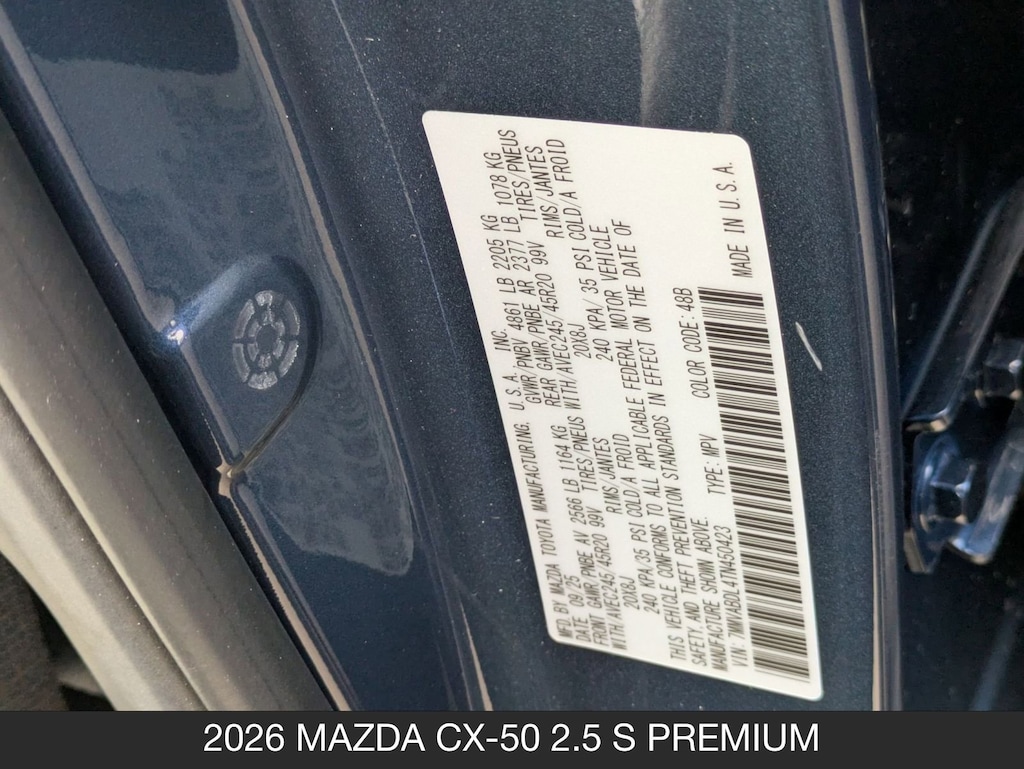 MFD. BY MAZDA TOYOTA MANUFACTURING, U.S.A., INC.
DATE 09/25 GVWR/PNBV 4861 LB 2205 KG
FRONT GAWR/PNBE AV 2566 LB 1164 KG REAR GAWR/PNBE AR 2377 LB 1078 KG
WITH/AVEC245/45R20 99V TIRES/PNEUS WITH/AVEC245/45R20 99V TIRES/PNEUS
20X8J RIMS/JANTES 20X8J RIMS/JANTES
240 KPA/35 PSI COLD/A FROID 240 KPA/ 35 PSI COLD/A FROID
THIS VEHICLE CONFORMS TO ALL APPLICABLE FEDERAL MOTOR VEHICLE
SAFETY AND THEFT PREVENTION STANDARDS IN EFFECT ON THE DATE OF
MANUFACTURE SHOWN ABOVE.
VIN: 7MMVABDL4TN450423 TYPE: MPV COLOR CODE: 48B
MADE IN U.S.A.
2026 MAZDA CX-50 2.5 S PREMIUM